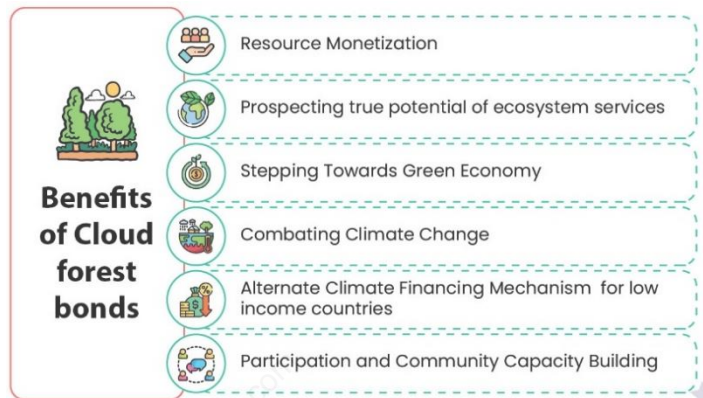 Benefits
of Cloud
forest
bonds
Resource Monetization
Prospecting true potential of ecosystem services
Stepping Towards Green Economy
Combating Climate Change
Alternate Climate Financing Mechanism for low
income countries
Participation and Community Capacity Building